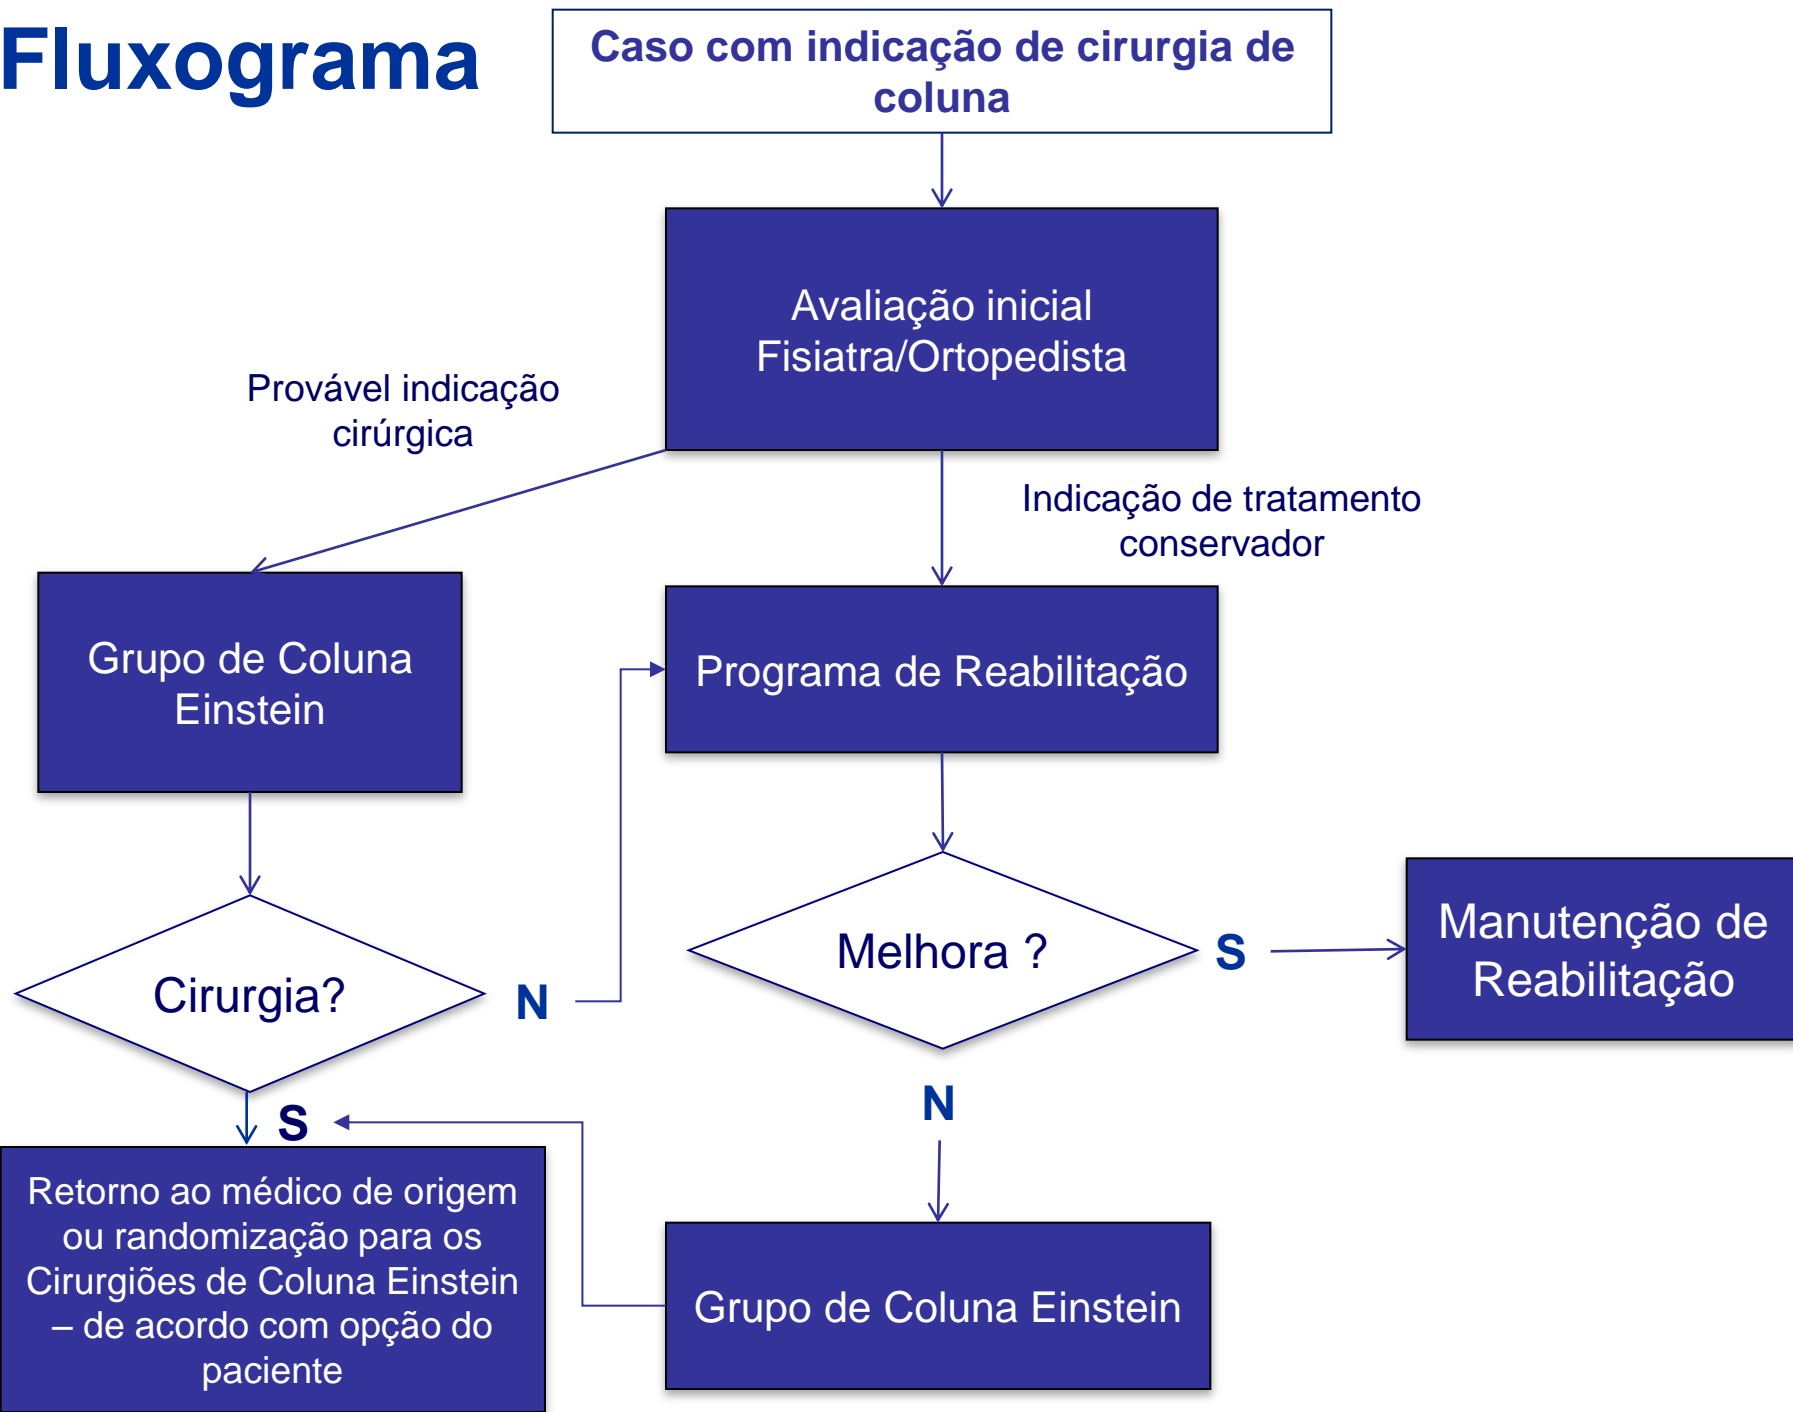 Fluxograma
Caso com indicação de cirurgia de
coluna
Avaliação inicial
Fisiatra/Ortopedista
Provável indicação
cirúrgica
Indicação de tratamento
conservador
Grupo de Coluna
Einstein
Programa de Reabilitação
Cirurgia?
N
Melhora ?
S
Manutenção de
Reabilitação
S
N
Retorno ao médico de origem
ou randomização para os
Cirurgiões de Coluna Einstein
– de acordo com opção do
paciente
Grupo de Coluna Einstein